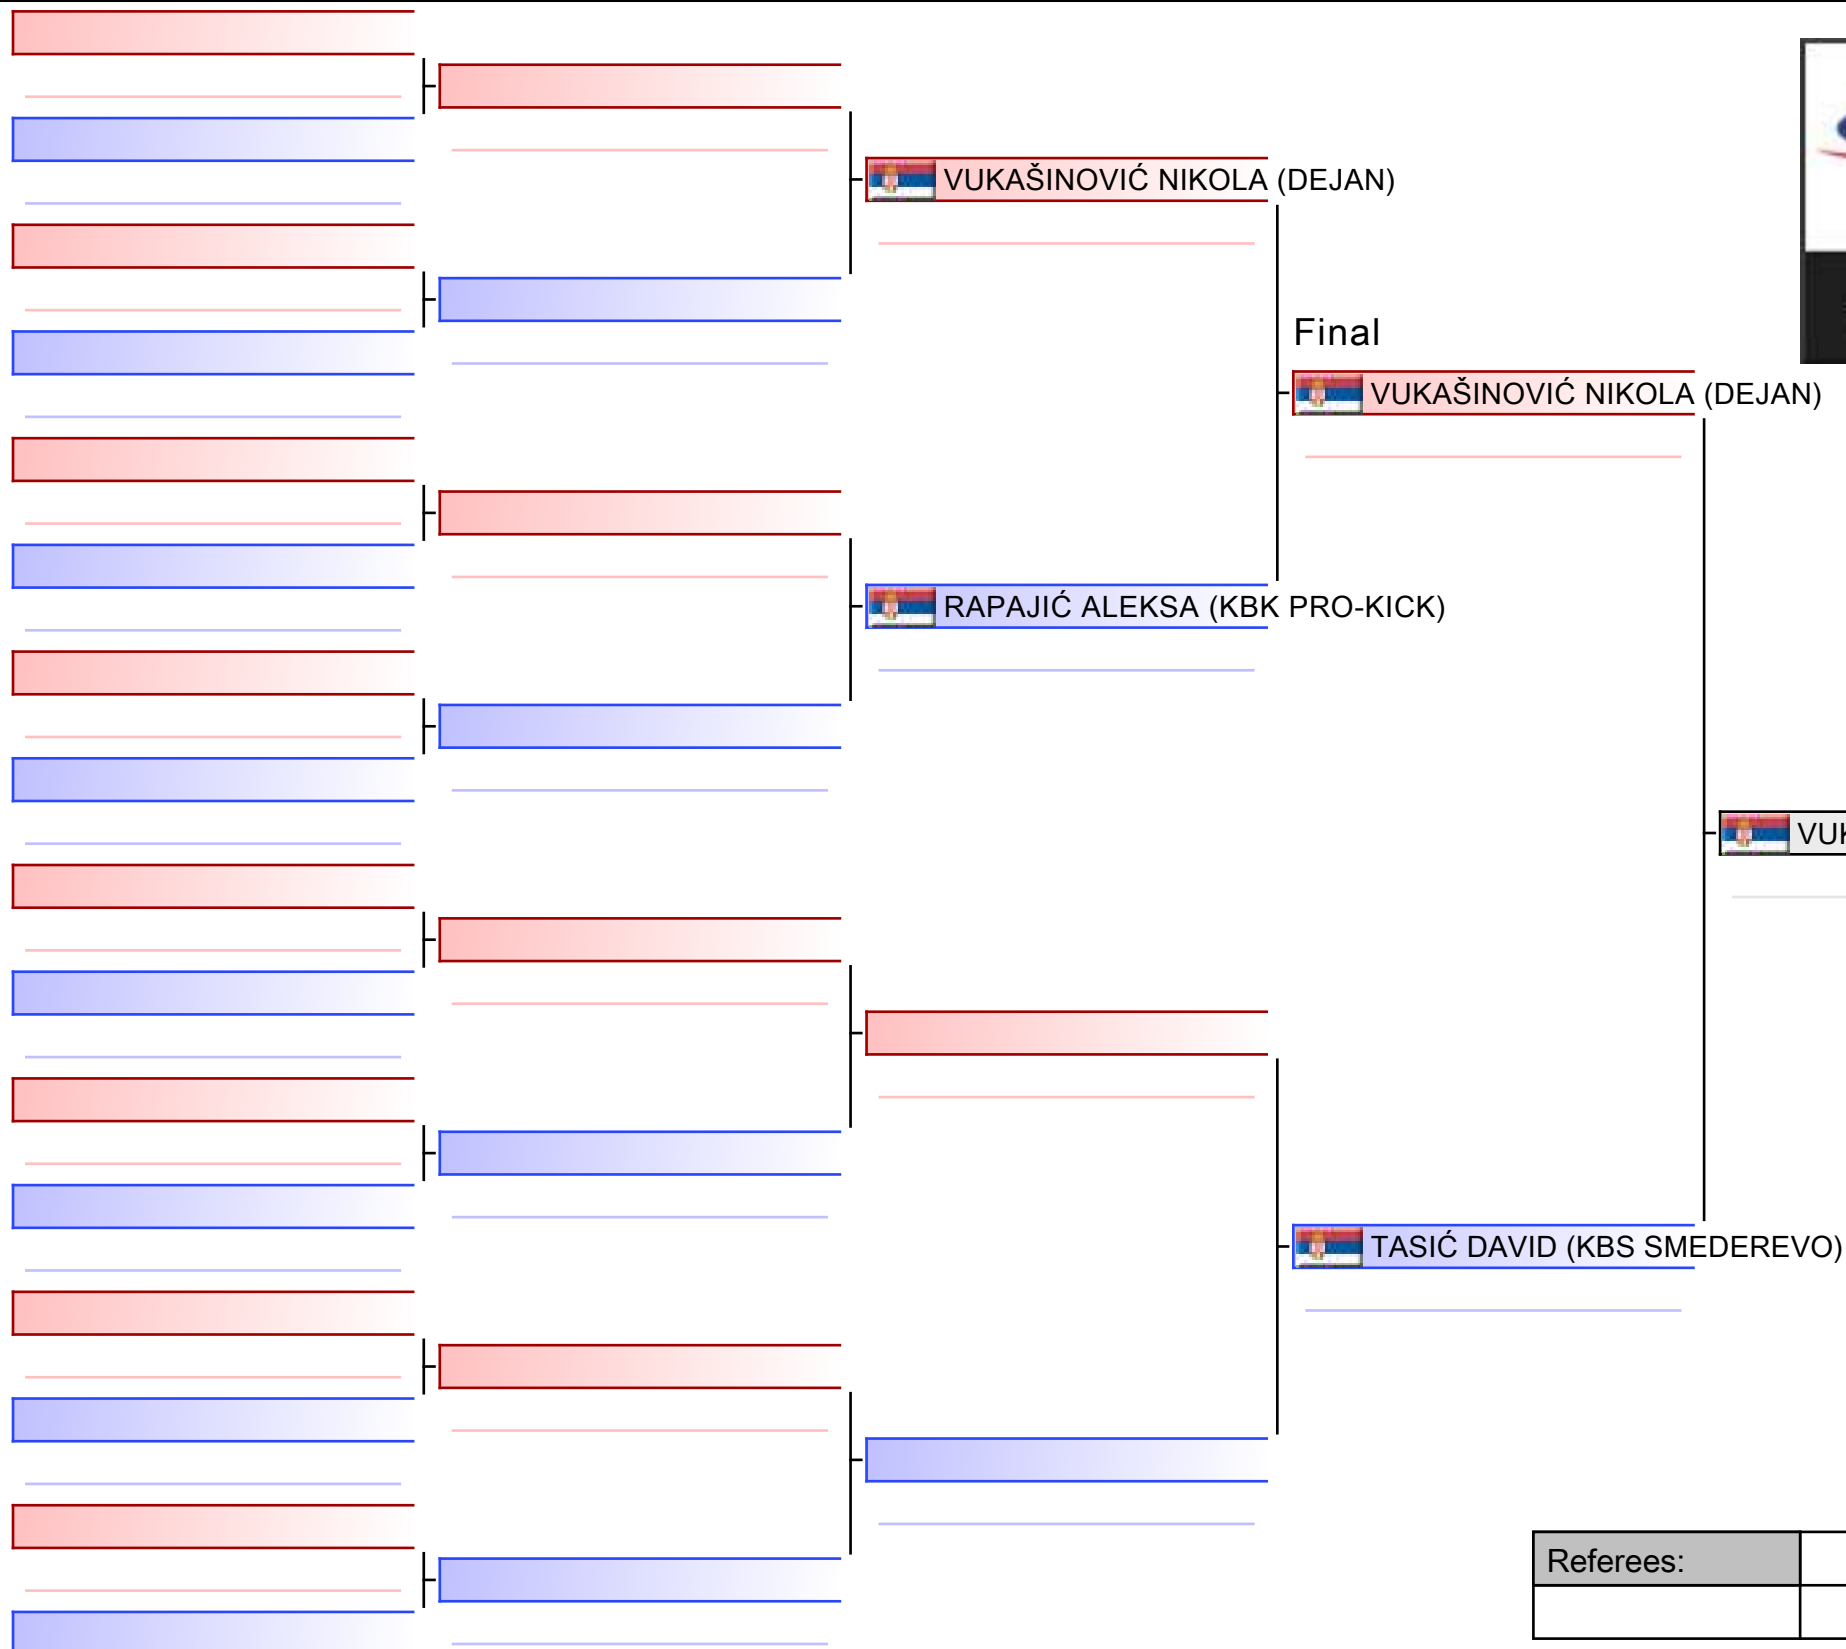 VUKAŠINOVIĆ NIKOLA (DEJAN)
Final
VUKAŠINOVIĆ NIKOLA (DEJAN)
RAPAJIĆ ALEKSA (KBK PRO-KICK)
TASIĆ DAVID (KBS SMEDEREVO)
Referees: